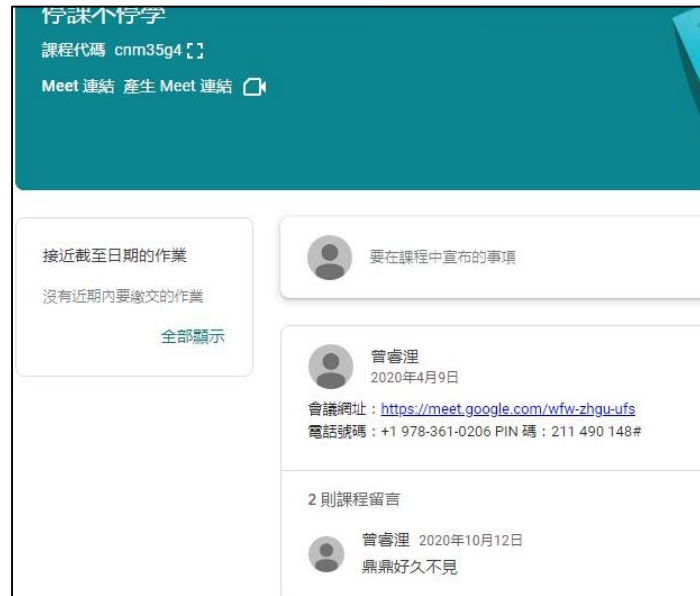 停課不停學
課程代碼 cnm35g4
Meet 連結 產生 Meet 連結
接近截至日期的作業
沒有近期內要繳交的作業
全部顯示
要在課程中宣布的事項
曾睿浬
2020年4月9日
會議網址：https://meet.google.com/wfw-zhgu-ufs
電話號碼：+1 978-361-0206 PIN 碼：211 490 148#
2 則課程留言
曾睿浬 2020年10月12日
鼎鼎好久不見